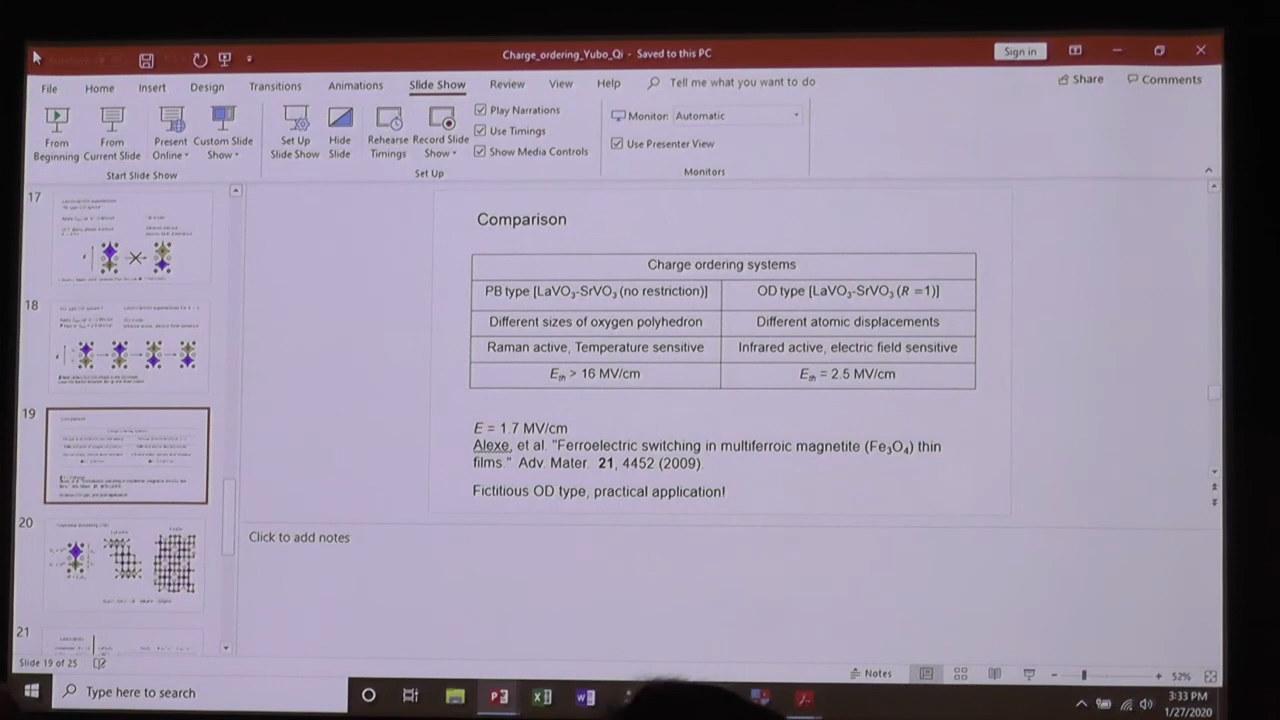 Charge_ordering_Yubo_Qi - Saved to this PC
Sign in
File Home Insert Design Transitions Animations Slide Show Review View Help Tell me what you want to do
Share Comments
From Beginning
From Current Slide
Present Online
Custom Slide Show
Set Up Slide Show
Hide Slide
Rehearse Timings
Record Slide Show
Play Narrations
Use Timings
Show Media Controls
Monitor: Automatic
Use Presenter View
Start Slide Show
Set Up
Monitors
17
18
19
20
21
Comparison
Charge ordering systems
PB type [LaVO₃-SrVO₃ (no restriction)]
OD type [LaVO₃-SrVO₃ (R =1)]
Different sizes of oxygen polyhedron
Different atomic displacements
Raman active, Temperature sensitive
Infrared active, electric field sensitive
Eth > 16 MV/cm
Eth = 2.5 MV/cm
E = 1.7 MV/cm
Alexe, et al. "Ferroelectric switching in multiferroic magnetite (Fe₃O₄) thin
films." Adv. Mater. 21, 4452 (2009).
Fictitious OD type, practical application!
Click to add notes
Slide 19 of 25
Notes
52%
Type here to search
3:33 PM
1/27/2020